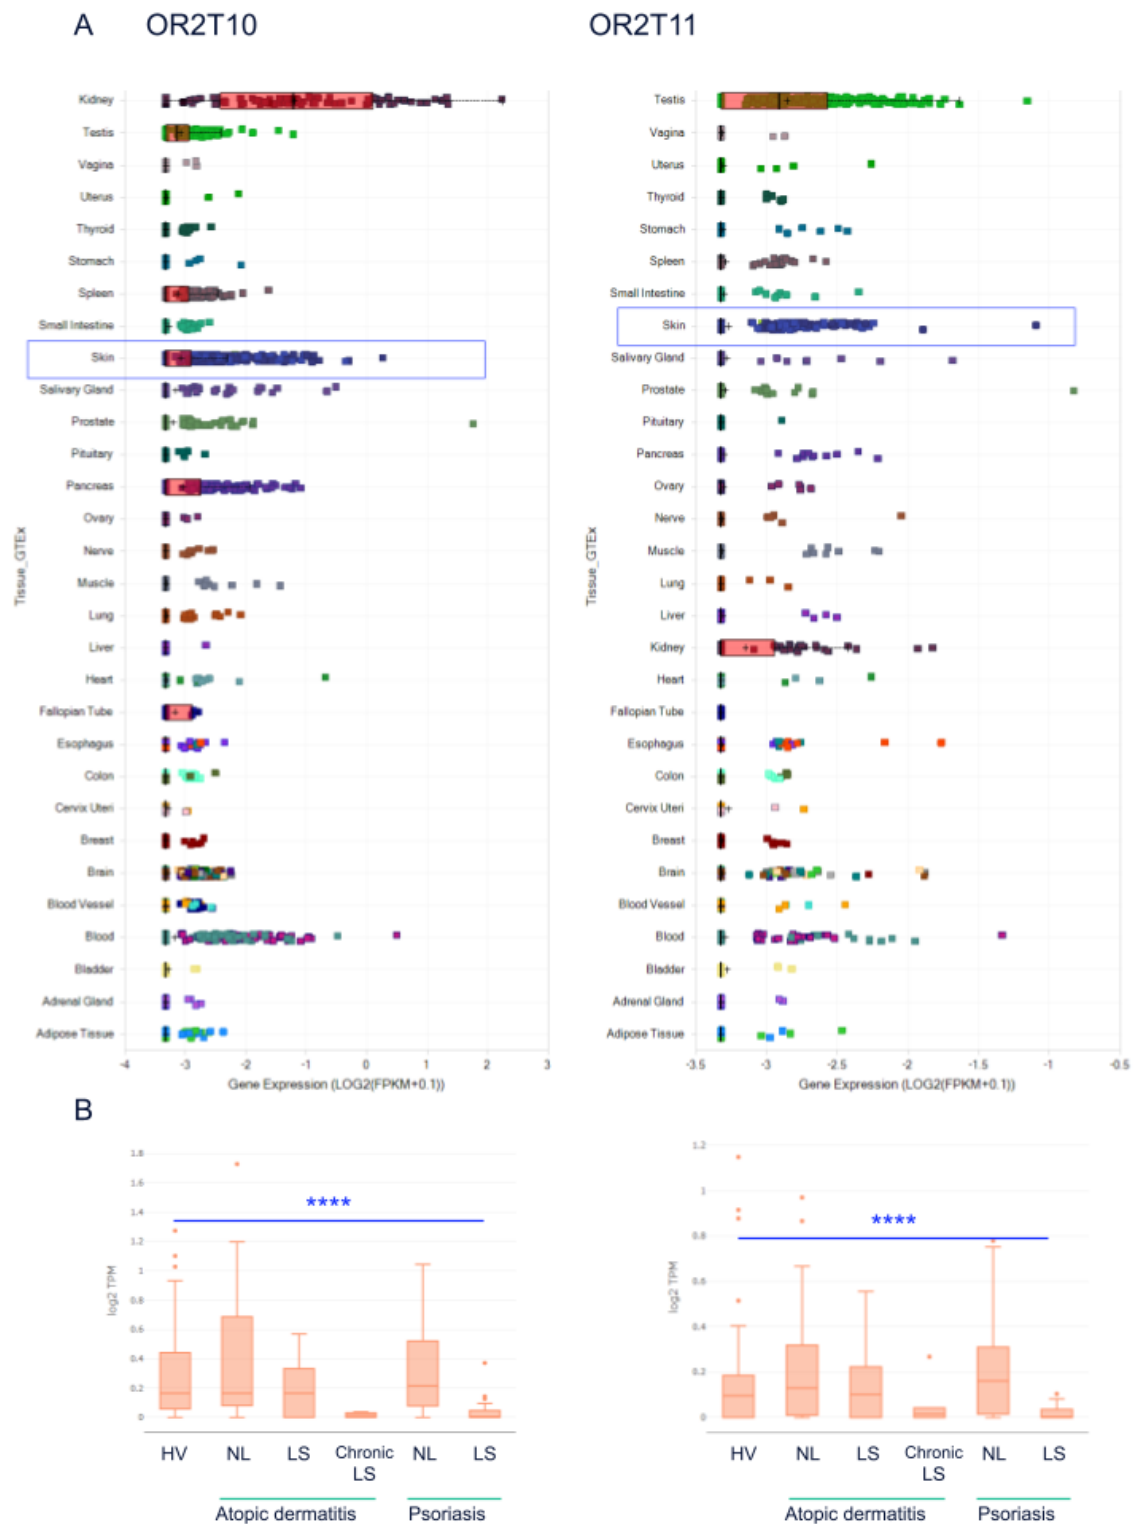 A OR2T10 OR2T11
Kidney
Testis
Vagina
Uterus
Thyroid
Stomach
Spleen
Small Intestine
Skin
Salivary Gland
Prostate
Pituitary
Pancreas
Ovary
Nerve
Muscle
Lung
Liver
Heart
Fallopian Tube
Esophagus
Colon
Cervix Uteri
Breast
Brain
Blood Vessel
Blood
Bladder
Adrenal Gland
Adipose Tissue
Tissue_GTEx
-4 -3 -2 -1 0 1 2 3
Gene Expression (LOG2(FPKM+0.1))
Testis
Vagina
Uterus
Thyroid
Stomach
Spleen
Small Intestine
Skin
Salivary Gland
Prostate
Pituitary
Pancreas
Ovary
Nerve
Muscle
Lung
Liver
Kidney
Heart
Fallopian Tube
Esophagus
Colon
Cervix Uteri
Breast
Brain
Blood Vessel
Blood
Bladder
Adrenal Gland
Adipose Tissue
Tissue_GTEx
-3.5 -3 -2.5 -2 -1.5 -1 -0.5
Gene Expression (LOG2(FPKM+0.1))
B
1.8
1.6
1.4
1.2
1
0.8
0.6
0.4
0.2
0
log2 TPM
****
HV NL LS Chronic LS NL LS
Atopic dermatitis Psoriasis
1.2
1
0.8
0.6
0.4
0.2
0
log2 TPM
****
HV NL LS Chronic LS NL LS
Atopic dermatitis Psoriasis